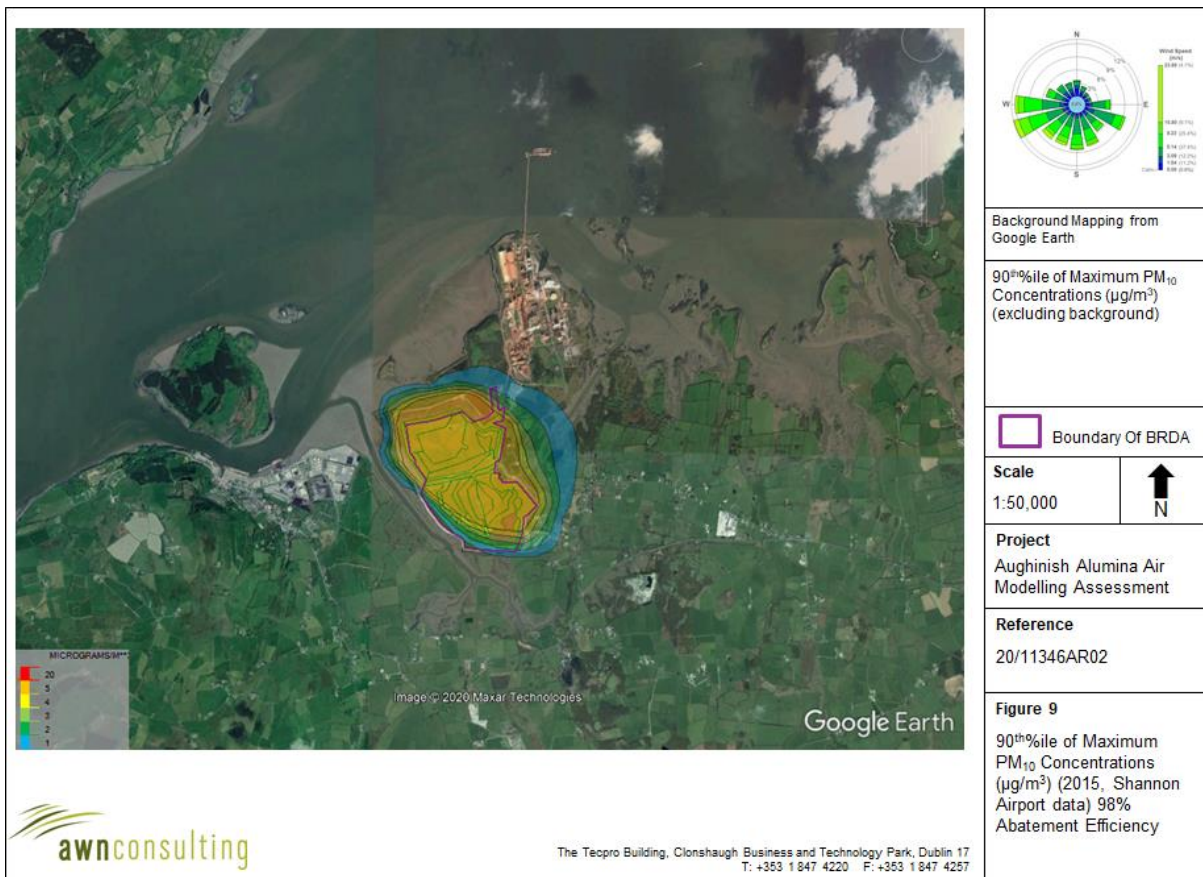 N
W
E
S
Wind Speed
Background Mapping from
Google Earth
90th%ile of Maximum PM10
Concentrations (µg/m3)
(excluding background)
Boundary Of BRDA
Scale
1:50,000
N
Project
Aughinish Alumina Air
Modelling Assessment
Reference
20/11346AR02
Figure 9
90th%ile of Maximum
PM10 Concentrations
(µg/m3) (2015, Shannon
Airport data) 98%
Abatement Efficiency
MICROGRAMS/M**3
20
5
4
3
2
1
Image © 2020 Maxar Technologies
Google Earth
awnconsulting
The Tecpro Building, Clonshaugh Business and Technology Park, Dublin 17
T: +353 1 847 4220 F: +353 1 847 4257